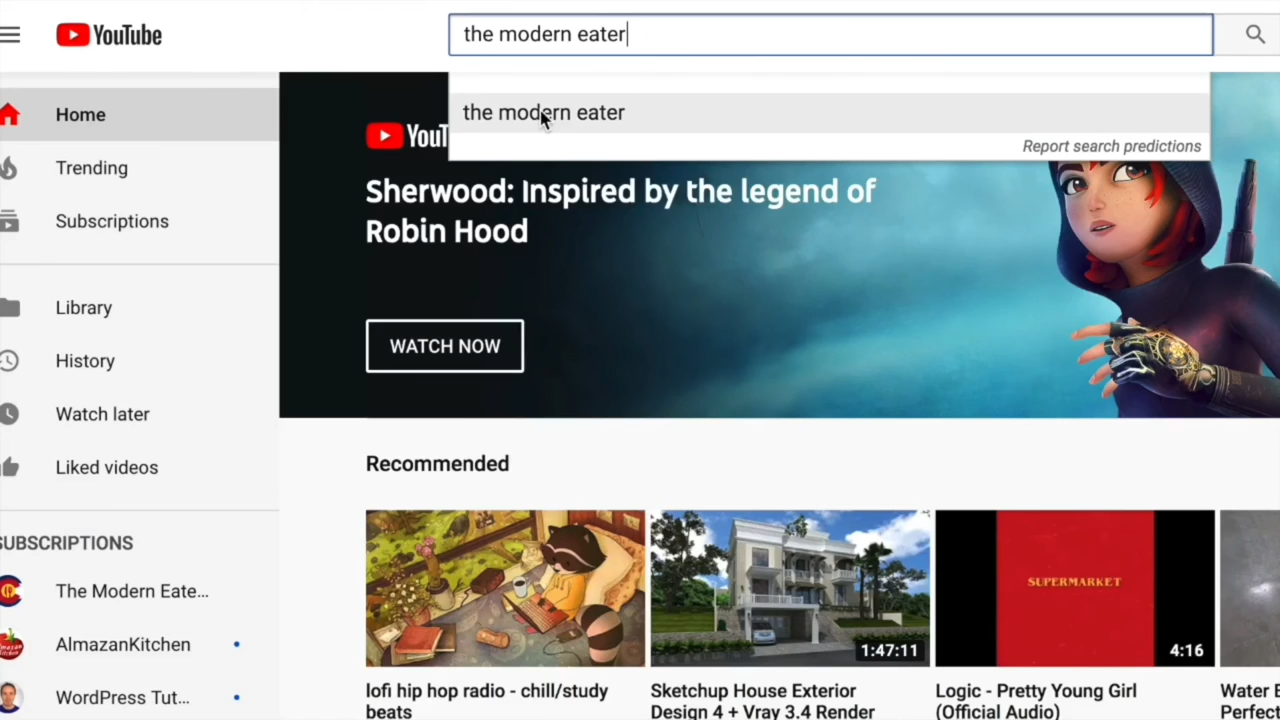 YouTube
the modern eater
the modern eater
Report search predictions
Home
Trending
Subscriptions
Library
History
Watch later
Liked videos
SUBSCRIPTIONS
The Modern Eate...
AlmazanKitchen
WordPress Tut...
YouT
Sherwood: Inspired by the legend of
Robin Hood
WATCH NOW
Recommended
1:47:11
SUPERMARKET
4:16
lofi hip hop radio - chill/study
beats
Sketchup House Exterior
Design 4 + Vray 3.4 Render
Logic - Pretty Young Girl
(Official Audio)
Water E
Perfect